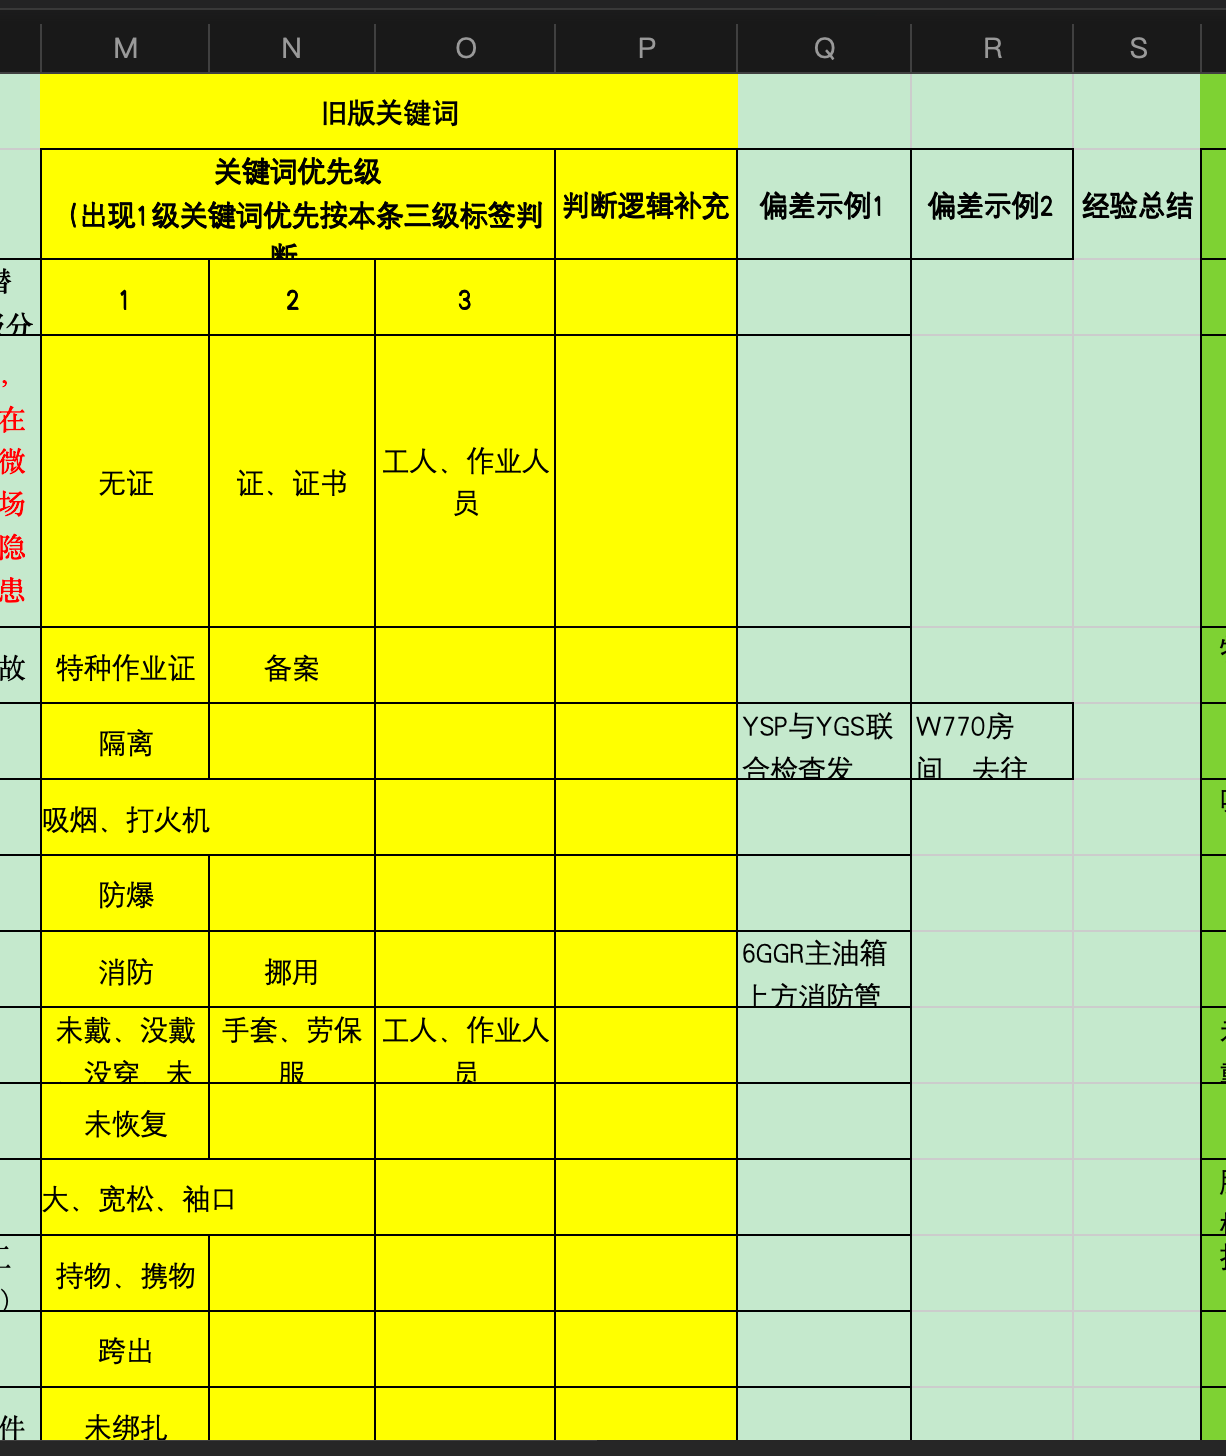 M N O P Q R S
旧版关键词
关键词优先级
（出现1级关键词优先按本条三级标签判
断
判断逻辑补充 偏差示例1 偏差示例2 经验总结
分
1 2 3
，
在
微
场
隐
患
无证 证、证书 工人、作业人
员
故 特种作业证 备案
隔离 YSP与YGS联 W770房
合检查发 间 去往
吸烟、打火机
防爆
消防 挪用 6GGR主油箱
上方消防管
未戴、没戴 手套、劳保 工人、作业人
没穿 未 服 员
未恢复
大、宽松、袖口
持物、携物
）
跨出
件 未绑扎